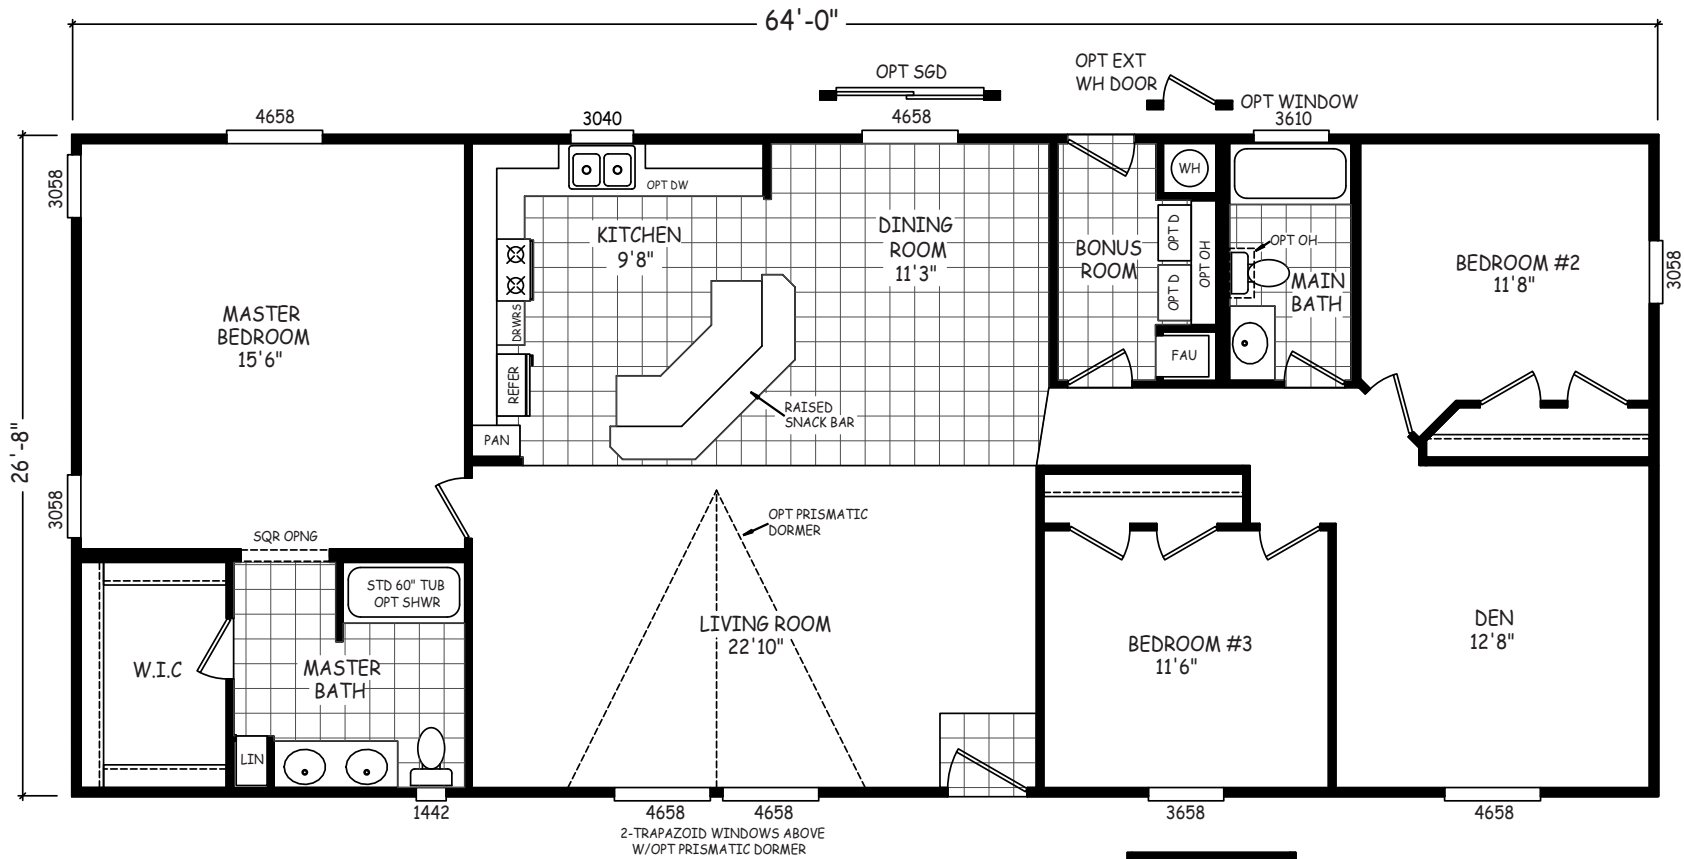 64'-0"
OPT SGD
OPT EXT
WH DOOR
OPT WINDOW
4658
3040
4658
3610
3058
26'-8"
3058
MASTER
BEDROOM
15'6"
OPT DW
KITCHEN
9'8"
DRWRS
REFER
PAN
RAISED
SNACK BAR
DINING
ROOM
11'3"
BONUS
ROOM
WH
OPT D
OPT D
OPT OH
FAU
OPT OH
MAIN
BATH
BEDROOM #2
11'8"
3058
SQR OPNG
STD 60" TUB
OPT SHWR
W.I.C
MASTER
BATH
LIN
OPT PRISMATIC
DORMER
LIVING ROOM
22'10"
BEDROOM #3
11'6"
DEN
12'8"
1442
4658
4658
3658
4658
2-TRAPAZOID WINDOWS ABOVE
W/OPT PRISMATIC DORMER